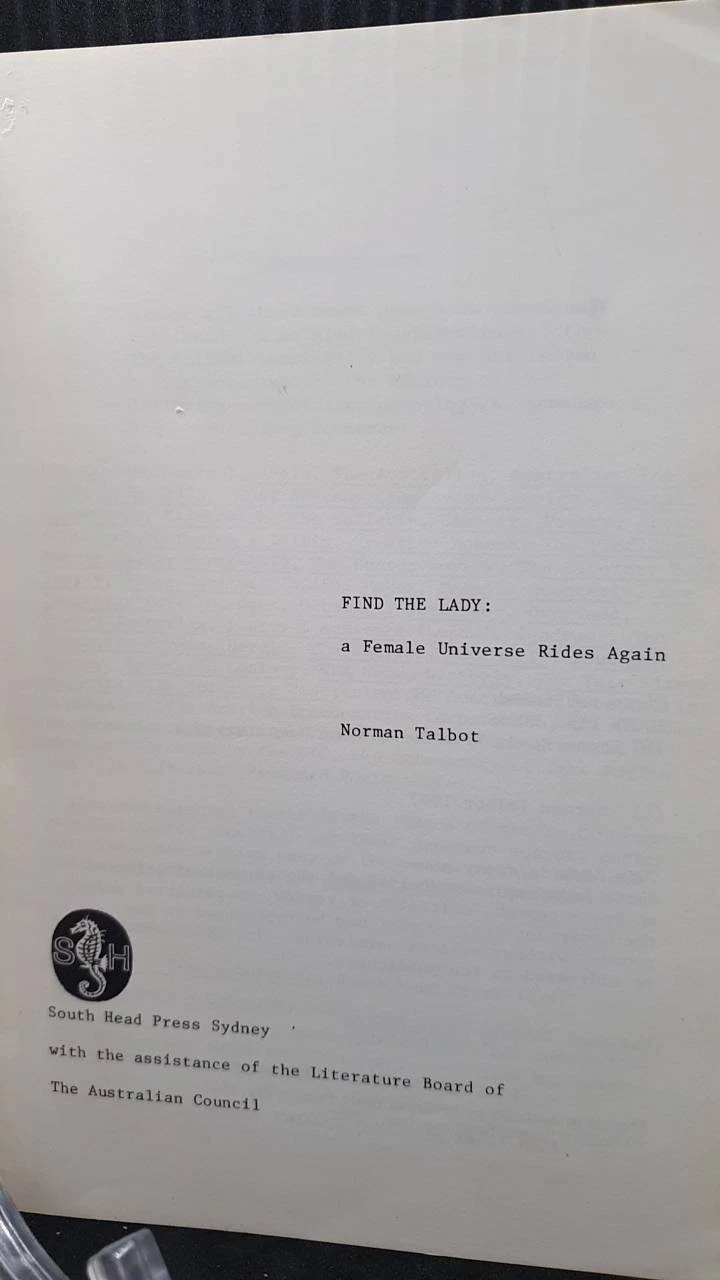 FIND THE LADY:
a Female Universe Rides Again
Norman Talbot
S H
South Head Press Sydney
with the assistance of the Literature Board of
The Australian Council